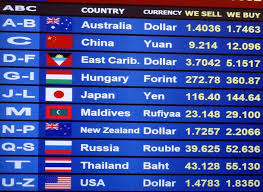 ABC COUNTRY CURRENCY WE SELL WE BUY
A-B Australia Dollar 1.4036 1.7463
C China Yuan 9.214 12.096
D-F East Carib. Dollar 3.7042 5.1517
G-I Hungary Forint 272.78 360.87
J-L Japan Yen 116.40 144.64
M Maldives Rufiyaa 23.148 29.100
N-P New Zealand Dollar 1.7257 2.2066
Q-S Russia Rouble 39.625 52.636
T Thailand Baht 43.128 55.130
U-Z USA Dollar 1.4783 1.8350